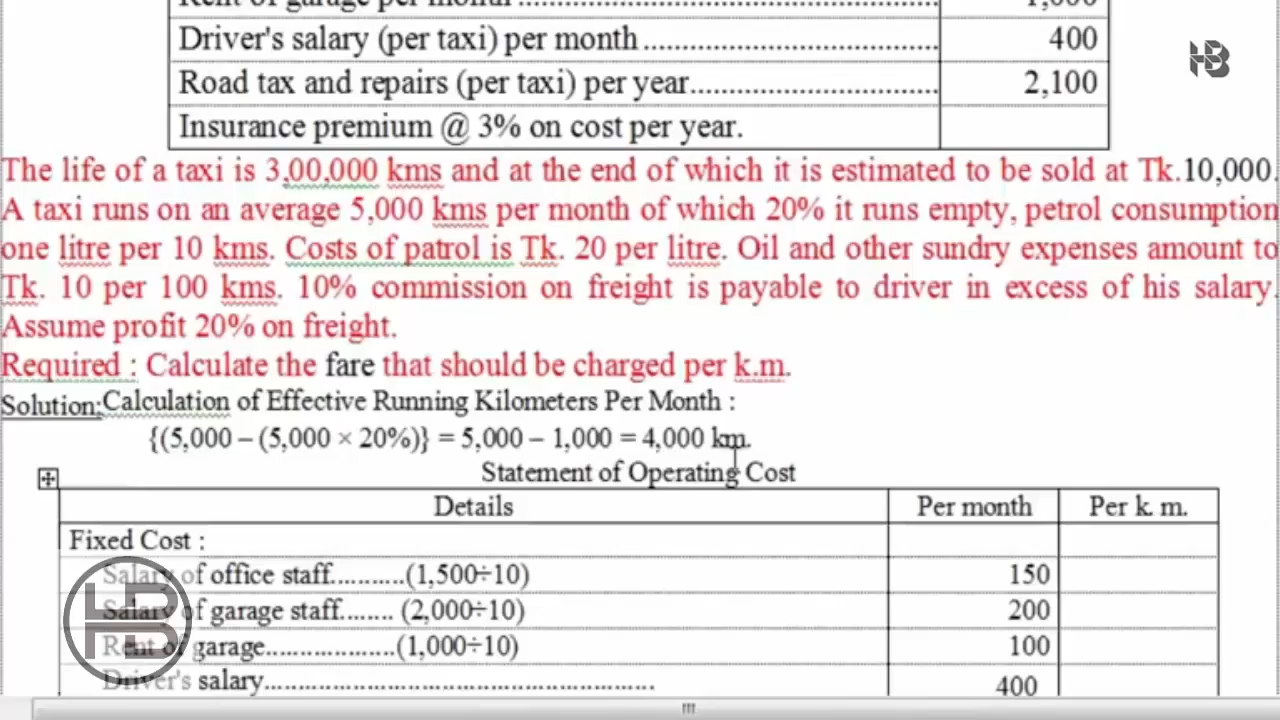 Rent of garage per month 1,000
Driver's salary (per taxi) per month 400
HB
Road tax and repairs (per taxi) per year 2,100
Insurance premium @ 3% on cost per year.
The life of a taxi is 3,00,000 kms and at the end of which it is estimated to be sold at Tk.10,000.
A taxi runs on an average 5,000 kms per month of which 20% it runs empty, petrol consumption
one litre per 10 kms. Costs of patrol is Tk. 20 per litre. Oil and other sundry expenses amount to
Tk. 10 per 100 kms. 10% commission on freight is payable to driver in excess of his salary.
Assume profit 20% on freight.
Required : Calculate the fare that should be charged per k.m.
Solution: Calculation of Effective Running Kilometers Per Month :
{(5,000 – (5,000 × 20%)} = 5,000 – 1,000 = 4,000 km.
Statement of Operating Cost
Details Per month Per k. m.
Fixed Cost :
Salary of office staff..........(1,500÷10) 150
Salary of garage staff....... (2,000÷10) 200
Rent of garage...................(1,000÷10) 100
Driver's salary........................................................ 400
HB